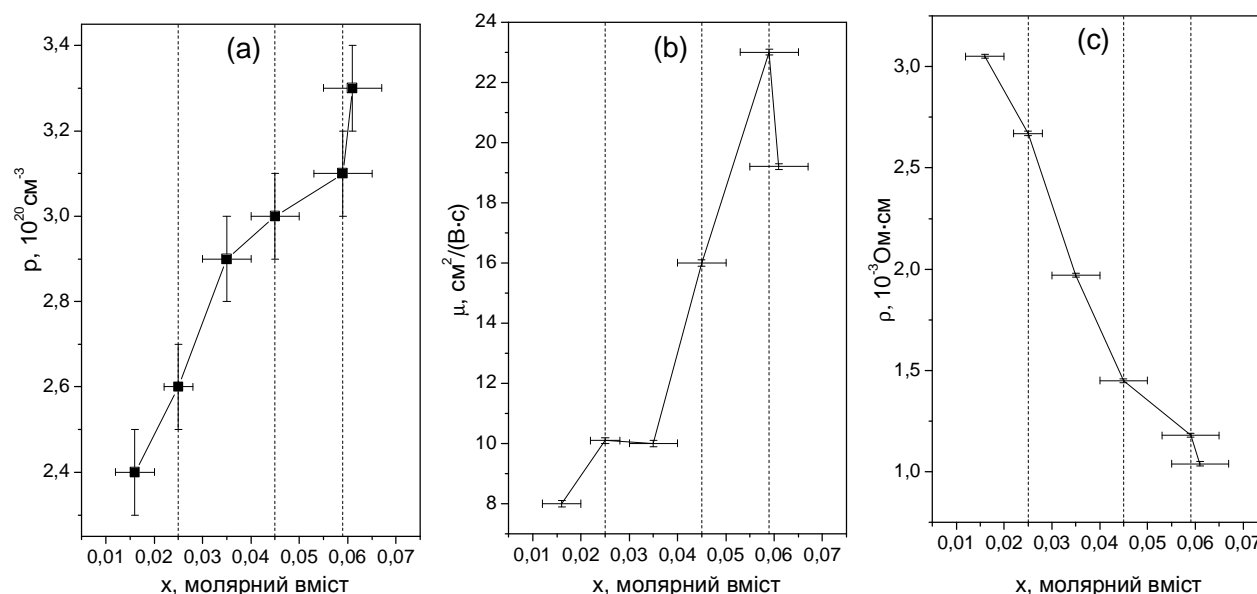 (a)
3,4
3,2
3,0
2,8
2,6
2,4
p, 10²⁰см⁻³
0,01 0,02 0,03 0,04 0,05 0,06 0,07
x, молярний вміст
(b)
24
22
20
18
16
14
12
10
8
μ, см²/(В·с)
0,01 0,02 0,03 0,04 0,05 0,06 0,07
x, молярний вміст
(c)
3,0
2,5
2,0
1,5
1,0
ρ, 10⁻³Ом·см
0,01 0,02 0,03 0,04 0,05 0,06 0,07
x, молярний вміст